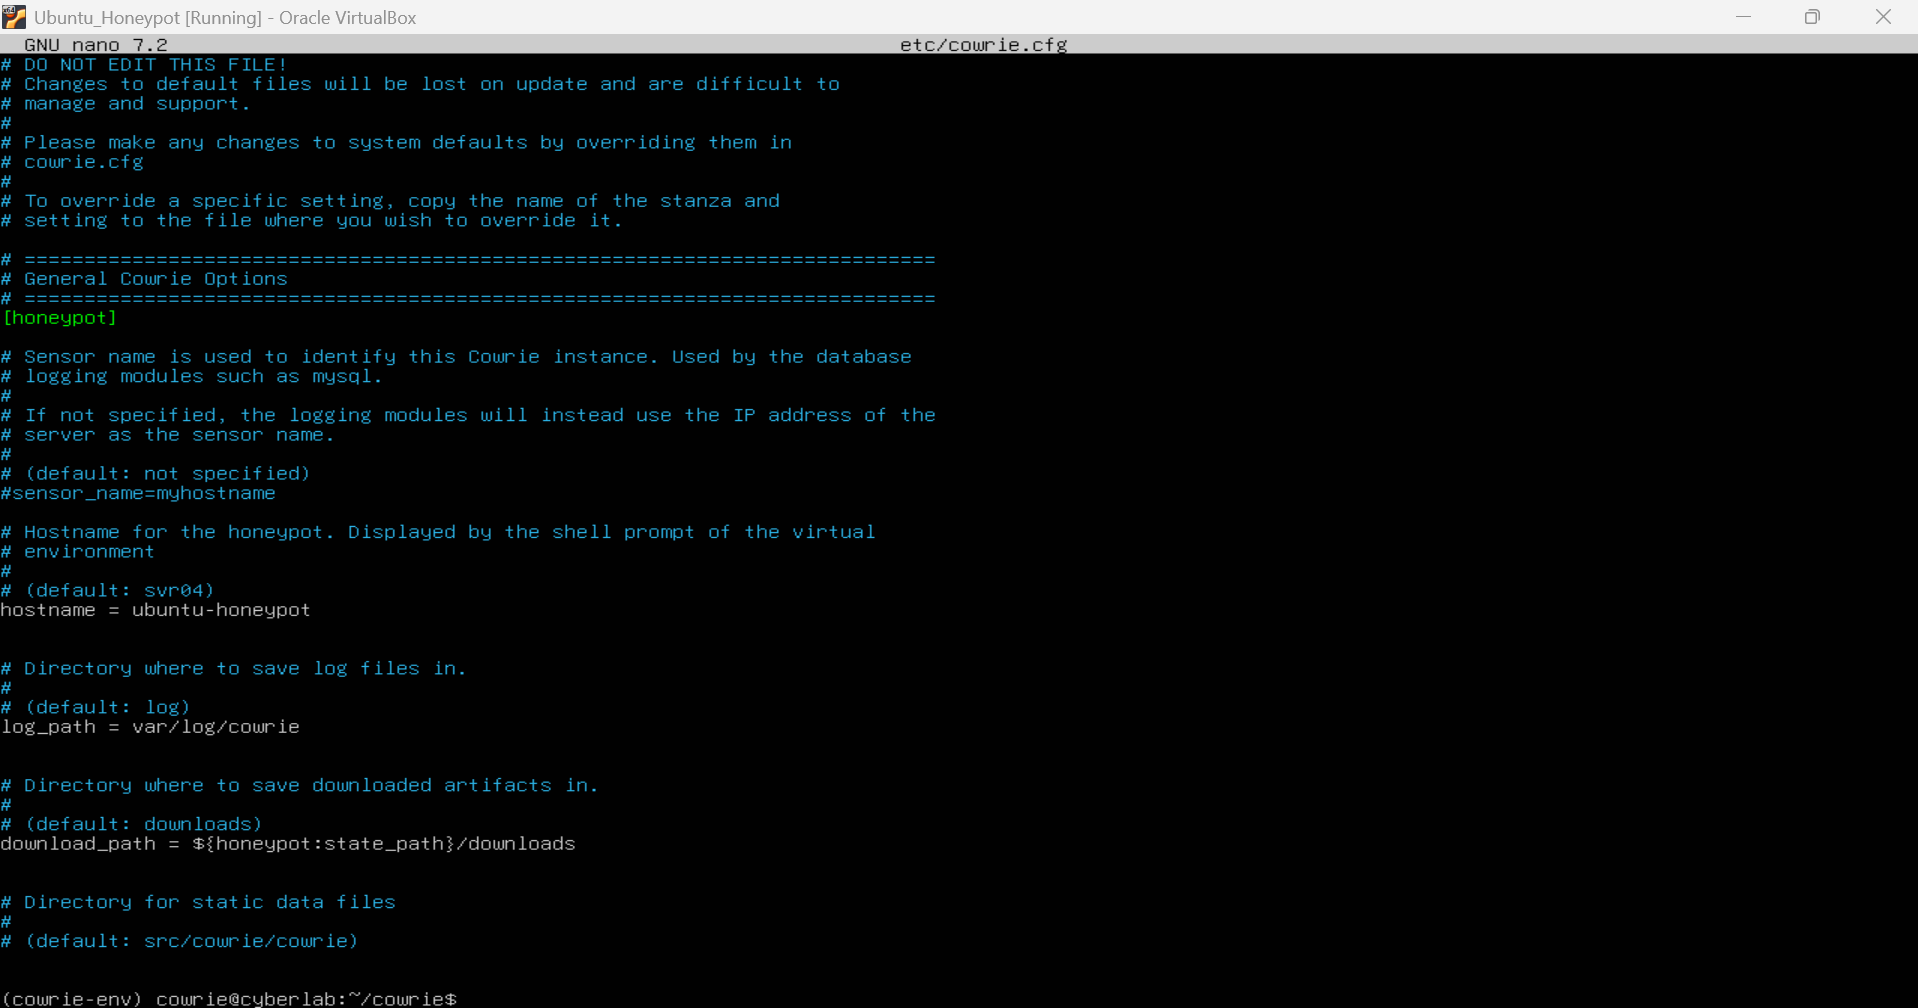 Ubuntu_Honeypot [Running] - Oracle VirtualBox
GNU nano 7.2 etc/cowrie.cfg
# DO NOT EDIT THIS FILE!
# Changes to default files will be lost on update and are difficult to
# manage and support.
#
# Please make any changes to system defaults by overriding them in
# cowrie.cfg
#
# To override a specific setting, copy the name of the stanza and
# setting to the file where you wish to override it.
# ============================================================================
# General Cowrie Options
# ============================================================================
[honeypot]
# Sensor name is used to identify this Cowrie instance. Used by the database
# logging modules such as mysql.
#
# If not specified, the logging modules will instead use the IP address of the
# server as the sensor name.
#
# (default: not specified)
#sensor_name=myhostname
# Hostname for the honeypot. Displayed by the shell prompt of the virtual
# environment
#
# (default: svr04)
hostname = ubuntu-honeypot
# Directory where to save log files in.
#
# (default: log)
log_path = var/log/cowrie
# Directory where to save downloaded artifacts in.
#
# (default: downloads)
download_path = ${honeypot:state_path}/downloads
# Directory for static data files
#
# (default: src/cowrie/cowrie)
(cowrie-env) cowrie@cyberlab:~/cowrie$